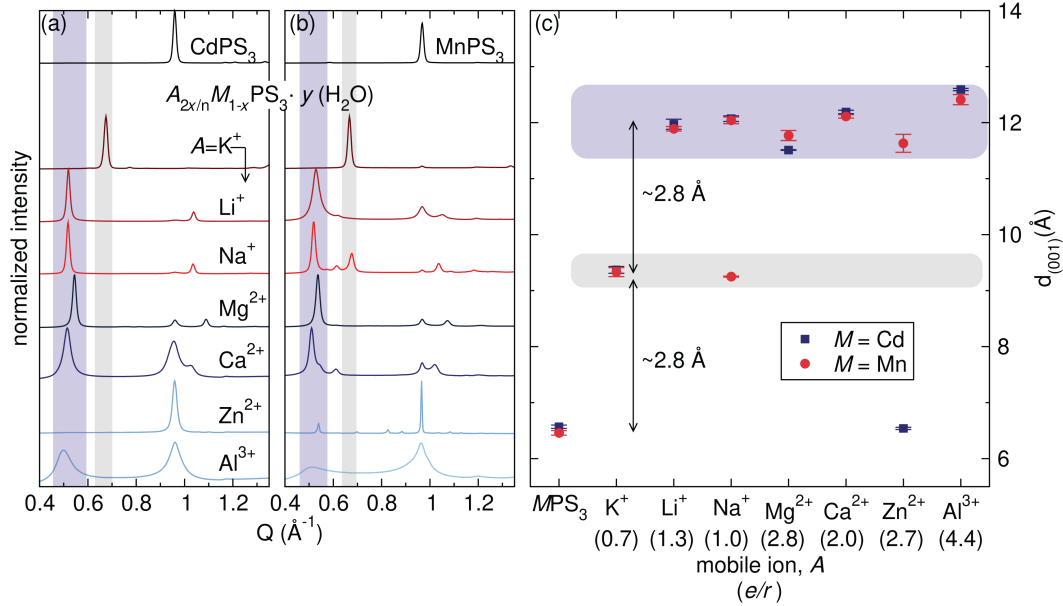 (a)
CdPS₃
A₂ₓ/ₙM₁₋ₓPS₃· y (H₂O)
A=K⁺
Li⁺
Na⁺
Mg²⁺
Ca²⁺
Zn²⁺
Al³⁺
normalized intensity
0.4 0.6 0.8 1
(b)
MnPS₃
0.4 0.6 0.8 1 1.2
Q (Å⁻¹)
(c)
~2.8 Å
~2.8 Å
M = Cd
M = Mn
14
12
10
8
6
d₍₀₀₁₎(Å)
MPS₃ K⁺ Li⁺ Na⁺ Mg²⁺ Ca²⁺ Zn²⁺ Al³⁺
(0.7) (1.3) (1.0) (2.8) (2.0) (2.7) (4.4)
mobile ion, A
(e/r)